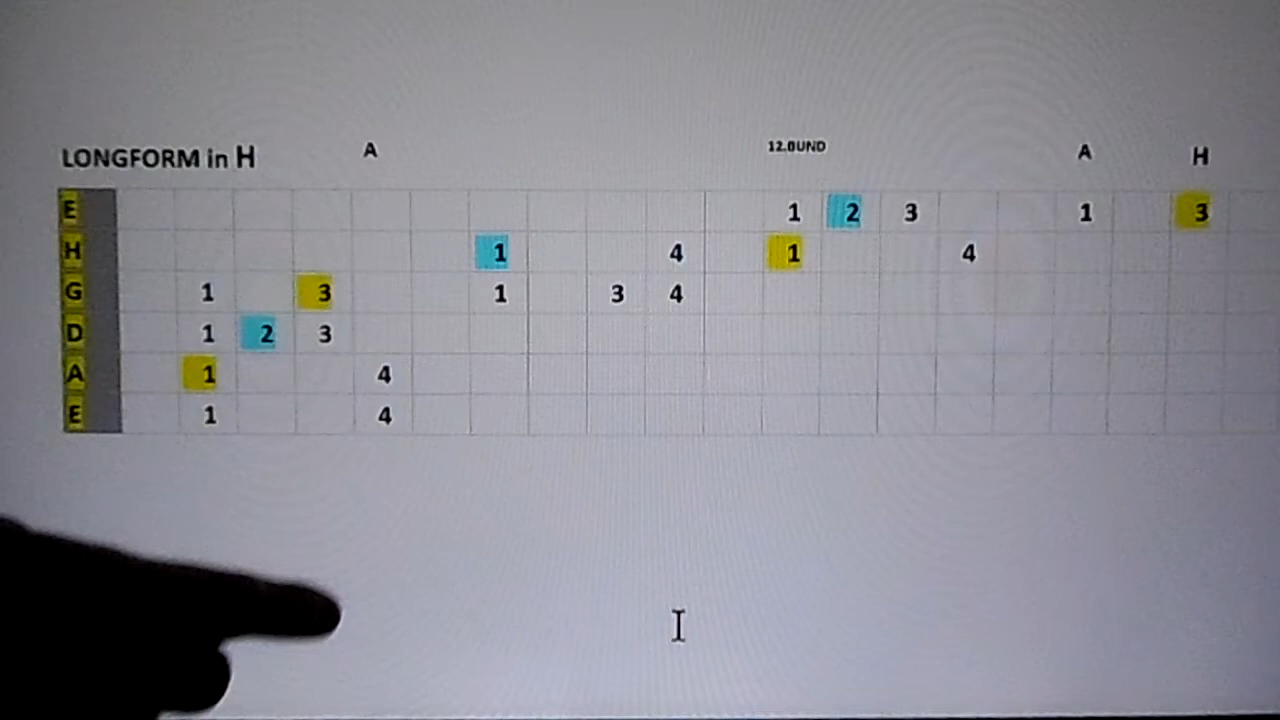 LONGFORM in H A 12.BUND A H
E 1 2 3 1 3
H 1 4 1 4
G 1 3 1 3 4
D 1 2 3
A 1 4
E 1 4